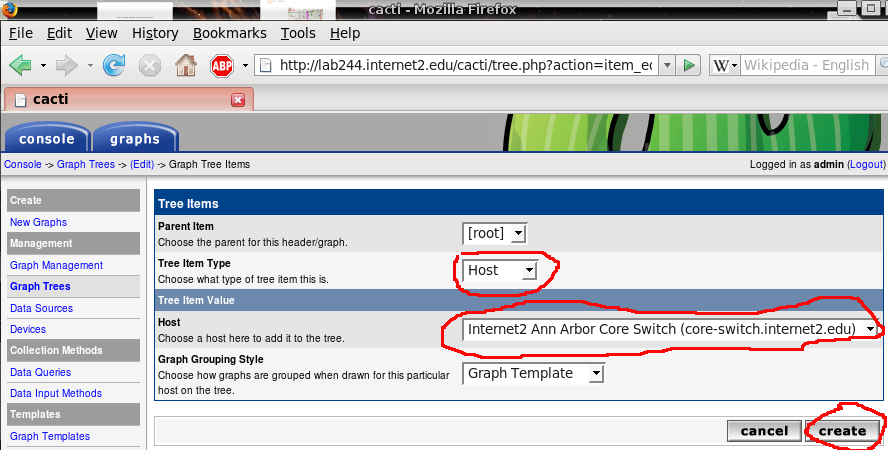 cacti - Mozilla Firefox
File Edit View History Bookmarks Tools Help
ABP http://lab244.internet2.edu/cacti/tree.php?action=item_ec W Wikipedia - English
cacti
console graphs
Console -> Graph Trees -> (Edit) -> Graph Tree Items Logged in as admin (Logout)
Create
New Graphs
Management
Graph Management
Graph Trees
Data Sources
Devices
Collection Methods
Data Queries
Data Input Methods
Templates
Graph Templates
Tree Items
Parent Item
Choose the parent for this header/graph.
[root]
Tree Item Type
Choose what type of tree item this is.
Host
Tree Item Value
Host
Choose a host here to add it to the tree.
Internet2 Ann Arbor Core Switch (core-switch.internet2.edu)
Graph Grouping Style
Choose how graphs are grouped when drawn for this particular
host on the tree.
Graph Template
cancel create